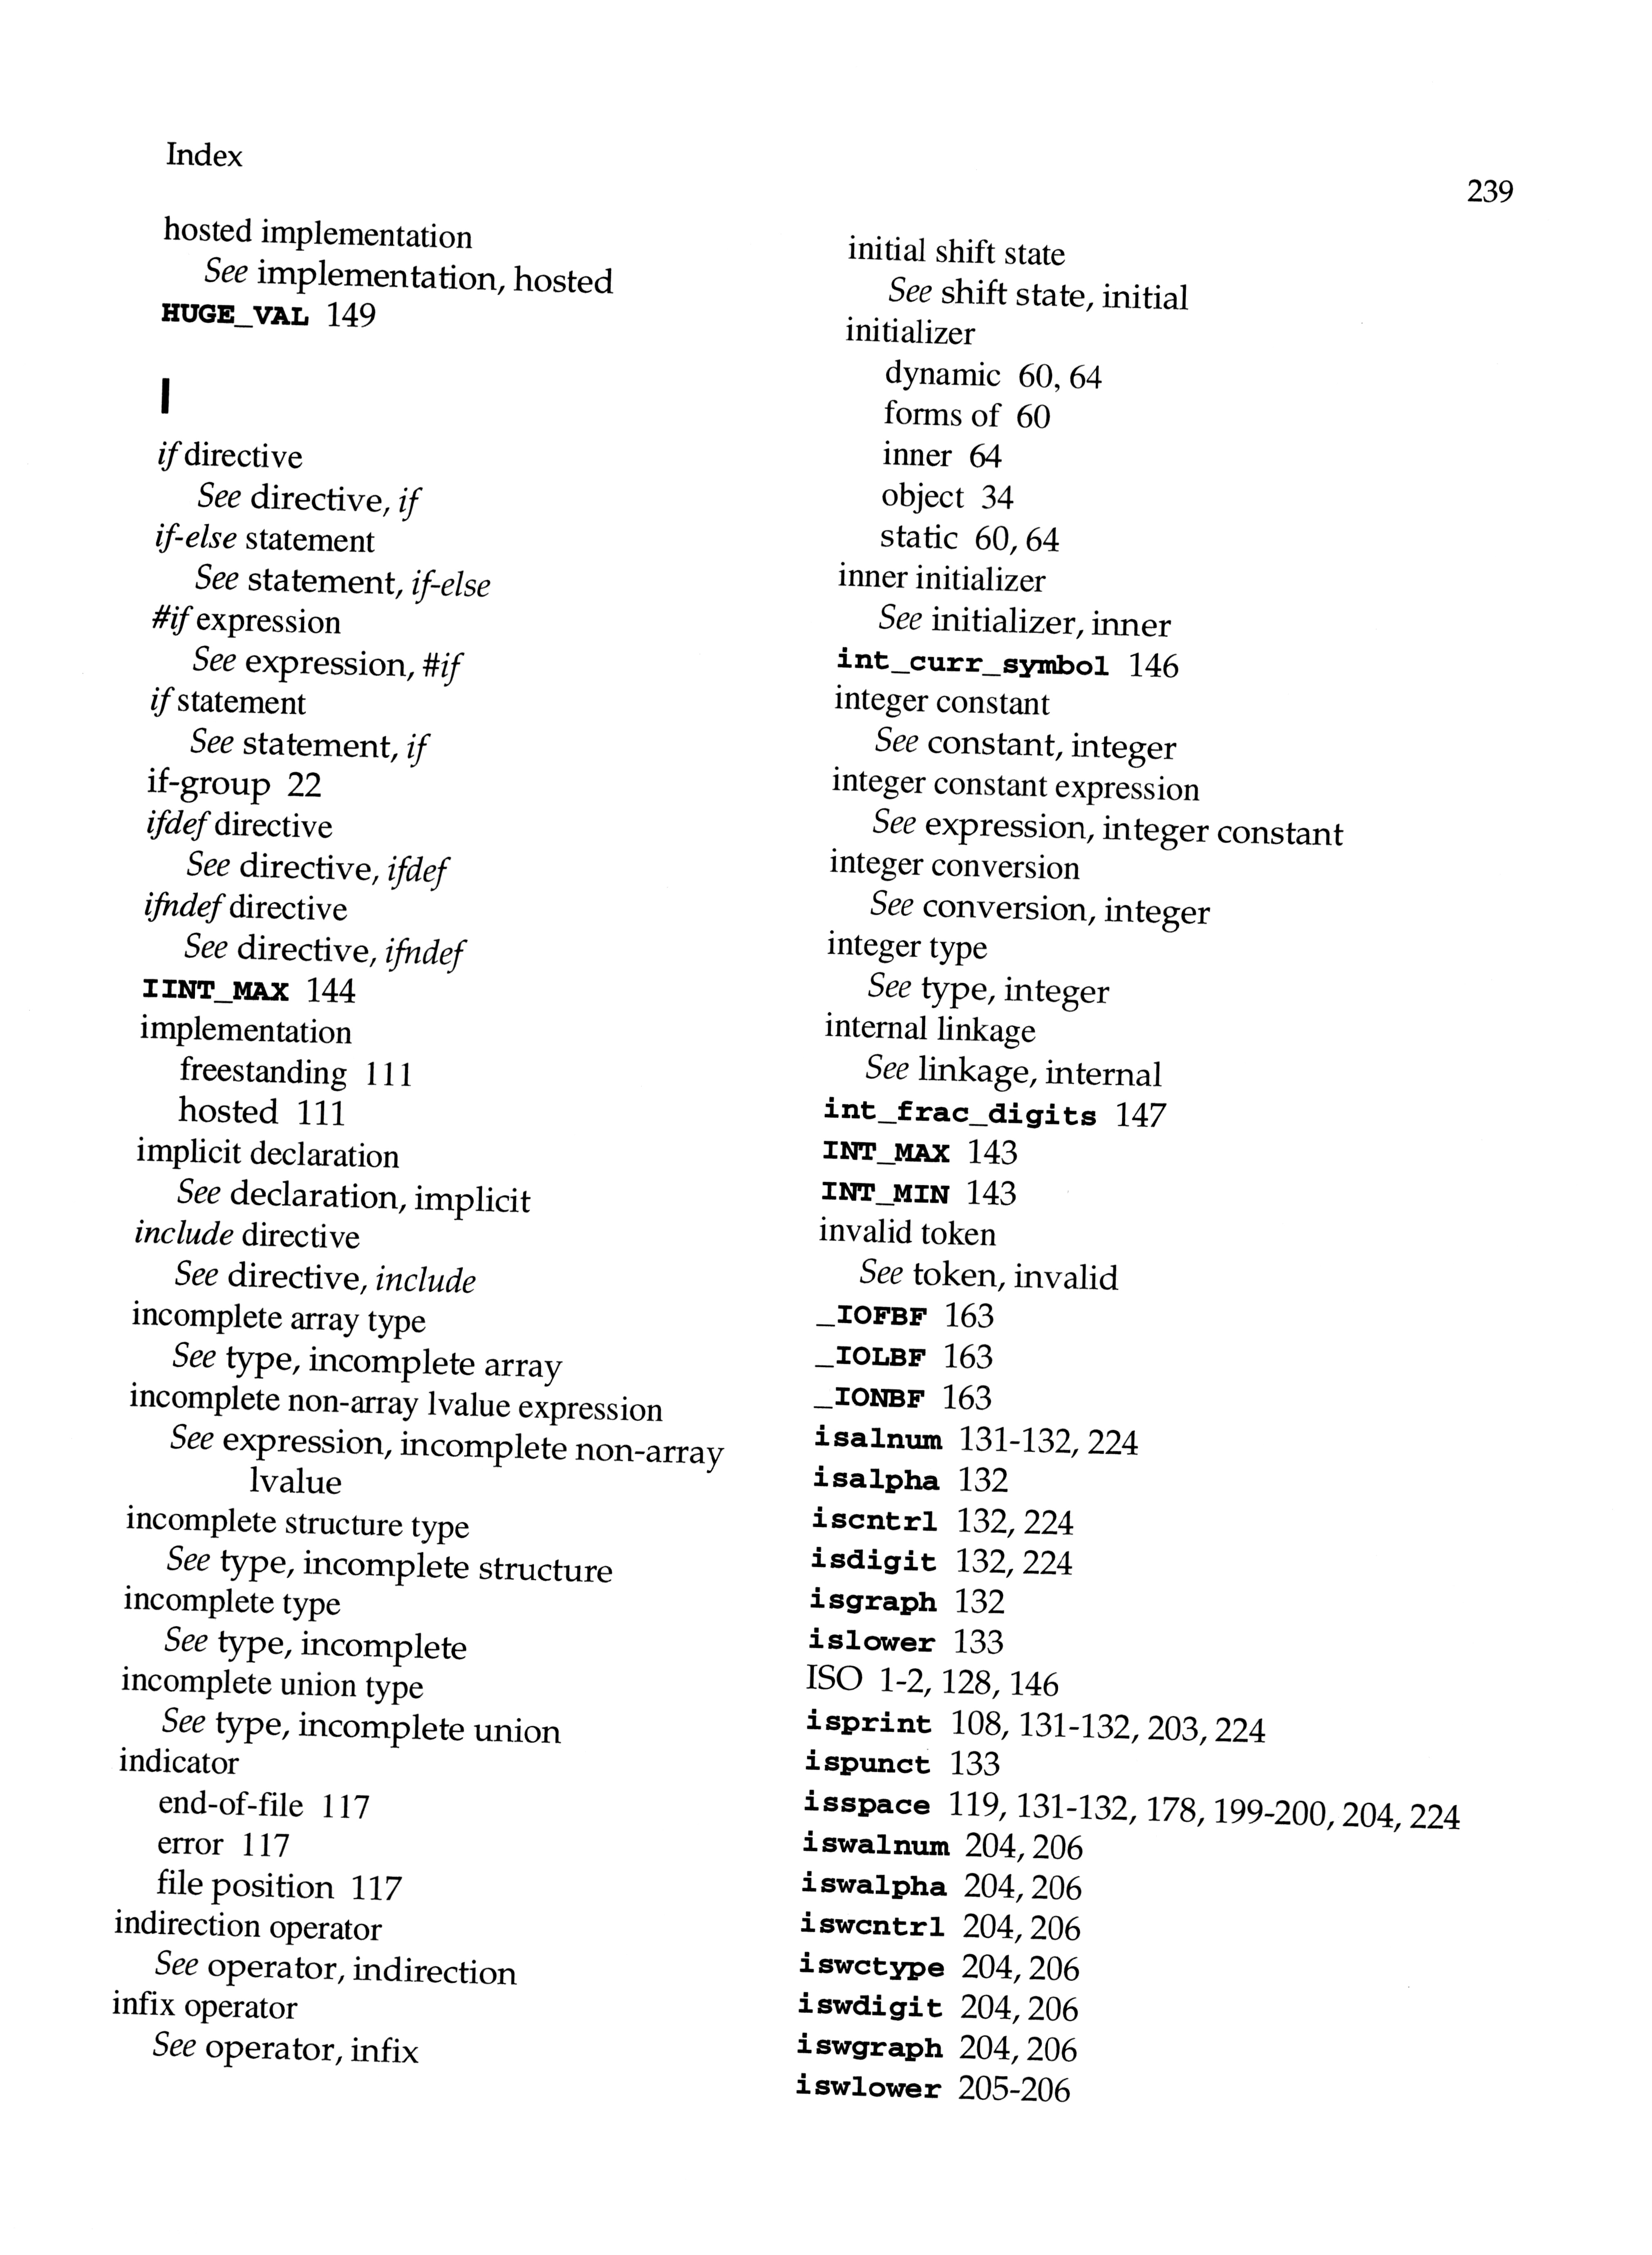 Index
239
hosted implementation
See implementation, hosted
HUGE_VAL 149
I
if directive
See directive, if
if-else statement
See statement, if-else
#if expression
See expression, #if
if statement
See statement, if
if-group 22
ifdef directive
See directive, ifdef
ifndef directive
See directive, ifndef
IINT_MAX 144
implementation
freestanding 111
hosted 111
implicit declaration
See declaration, implicit
include directive
See directive, include
incomplete array type
See type, incomplete array
incomplete non-array lvalue expression
See expression, incomplete non-array
lvalue
incomplete structure type
See type, incomplete structure
incomplete type
See type, incomplete
incomplete union type
See type, incomplete union
indicator
end-of-file 117
error 117
file position 117
indirection operator
See operator, indirection
infix operator
See operator, infix
initial shift state
See shift state, initial
initializer
dynamic 60, 64
forms of 60
inner 64
object 34
static 60, 64
inner initializer
See initializer, inner
int_curr_symbol 146
integer constant
See constant, integer
integer constant expression
See expression, integer constant
integer conversion
See conversion, integer
integer type
See type, integer
internal linkage
See linkage, internal
int_frac_digits 147
INT_MAX 143
INT_MIN 143
invalid token
See token, invalid
_IOFBF 163
_IOLBF 163
_IONBF 163
isalnum 131-132, 224
isalpha 132
iscntrl 132, 224
isdigit 132, 224
isgraph 132
islower 133
ISO 1-2, 128, 146
isprint 108, 131-132, 203, 224
ispunct 133
isspace 119, 131-132, 178, 199-200, 204, 224
iswalnum 204, 206
iswalpha 204, 206
iswcntrl 204, 206
iswctype 204, 206
iswdigit 204, 206
iswgraph 204, 206
iswlower 205-206